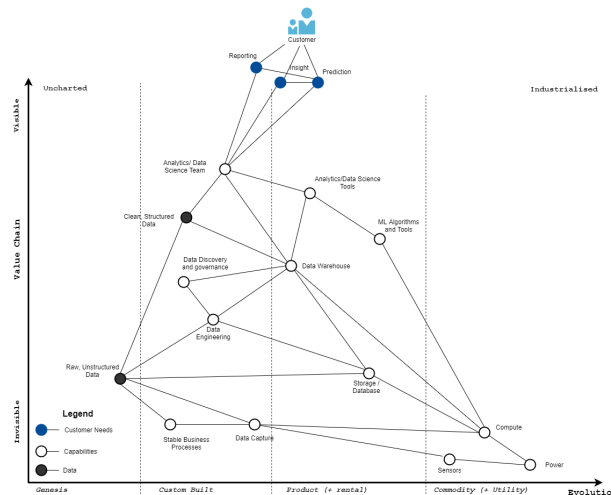 Customer
Reporting
Insight
Prediction
Uncharted
Industrialised
Visible
Analytics/ Data
Science Team
Analytics/Data Science
Tools
Clean, Structured
Data
ML Algorithms
and Tools
Value Chain
Data Discovery
and governance
Data Warehouse
Data
Engineering
Raw, Unstructured
Data
Storage /
Database
Invisible
Legend
Customer Needs
Capabilities
Data
Stable Business
Processes
Data Capture
Compute
Sensors
Power
Genesis
Custom Built
Product (+ rental)
Commodity (+ Utility)
Evolutio